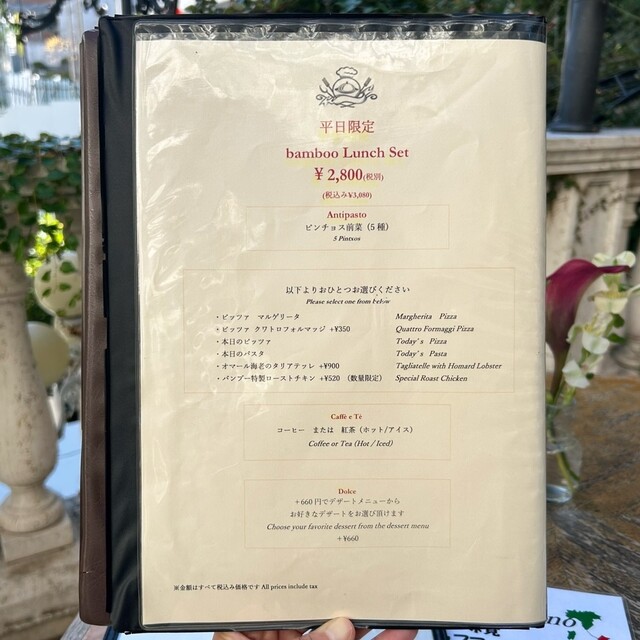 平日限定
bamboo Lunch Set
¥ 2,800(税別)
(税込み¥3,080)
Antipasto
ピンチョス前菜（5 種）
5 Pintxos
以下よりおひとつお選びください
Please select one from below
・ピッツァ　マルゲリータ　Margherita Pizza
・ピッツァ クワトロフォルマッジ +¥350　Quattro Formaggi Pizza
・本日のピッツァ　Today's Pizza
・本日のパスタ　Today's Pasta
・オマール海老のタリアテッレ +¥900　Tagliatelle with Homard Lobster
・バンブー特製ローストチキン +¥520 （数量限定）　Special Roast Chicken
Caffè e Tè
コーヒー　または　紅茶（ホット/アイス）
Coffee or Tea (Hot / Iced)
Dolce
+660 円でデザートメニューから
お好きなデザートをお選び頂けます
Choose your favorite dessert from the dessert menu
+¥660
※金額はすべて税込み価格です All prices include tax